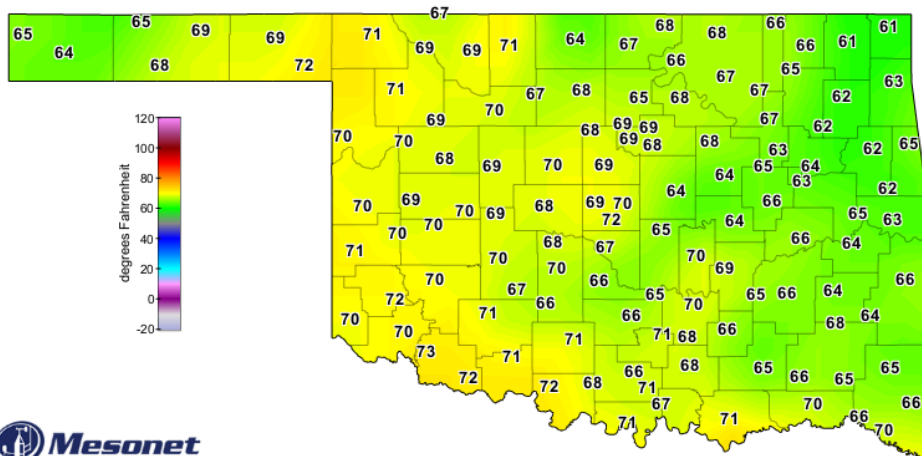 67
65 65 69 69 71 69 69 71 64 67 68 68 66 66 61 61
64 68 72 66 65 63
71 70 67 68 65 68 67 67 62
69 68 69 69 67 62
70 70 69 68 68 63 62 65
68 69 70 69 64 65 64 63
70 69 70 69 68 69 70 72 64 66 62
70 70 65 64 65 63
71 68 67 66 64
70 70 70 66 70 69 66
72 67 66 65 70 65 66 64
70 70 71 66 71 68 66 68 64
73 71 71
72 72 68 66 71 68 65 66 65 65
67 70 66
71 71 66 70
degrees Fahrenheit
120
100
80
60
40
20
0
-20
Mesonet